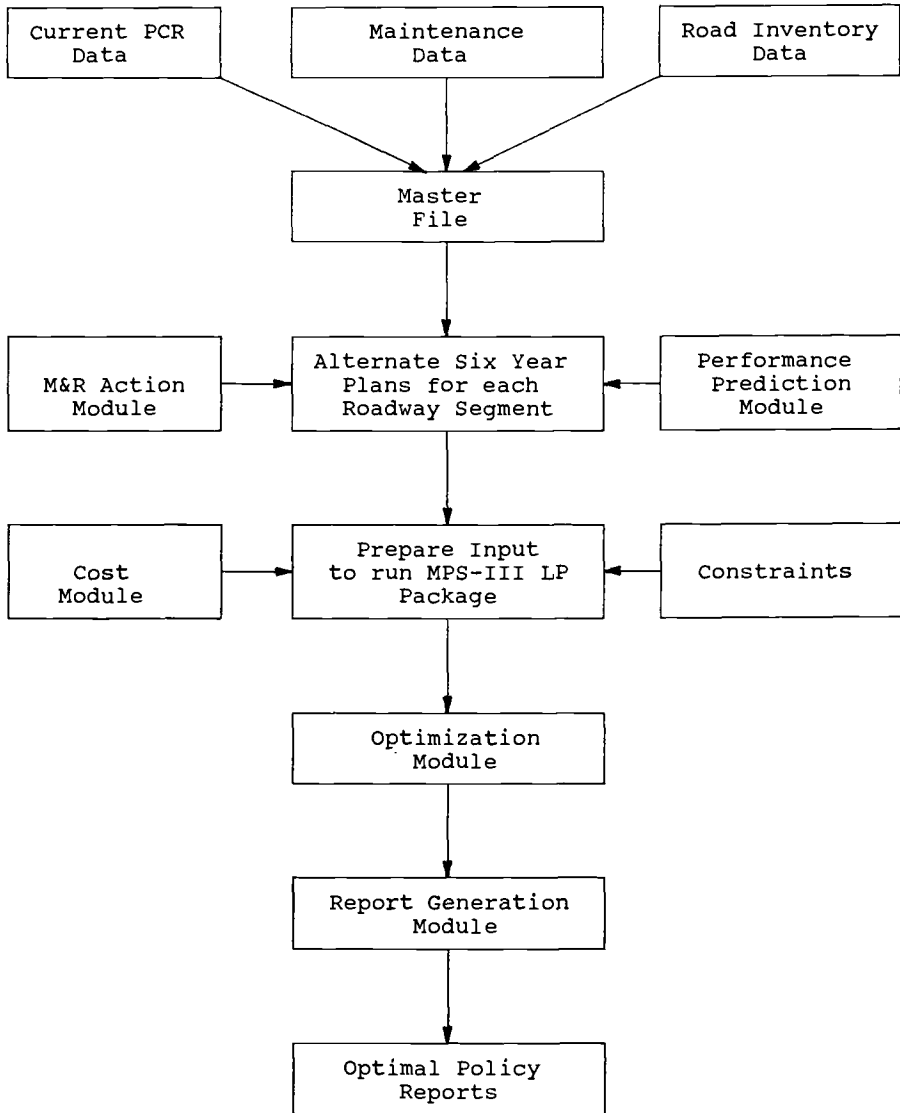 Current PCR
Data
Maintenance
Data
Road Inventory
Data
Master
File
M&R Action
Module
Alternate Six Year
Plans for each
Roadway Segment
Performance
Prediction
Module
Cost
Module
Prepare Input
to run MPS-III LP
Package
Constraints
Optimization
Module
Report Generation
Module
Optimal Policy
Reports